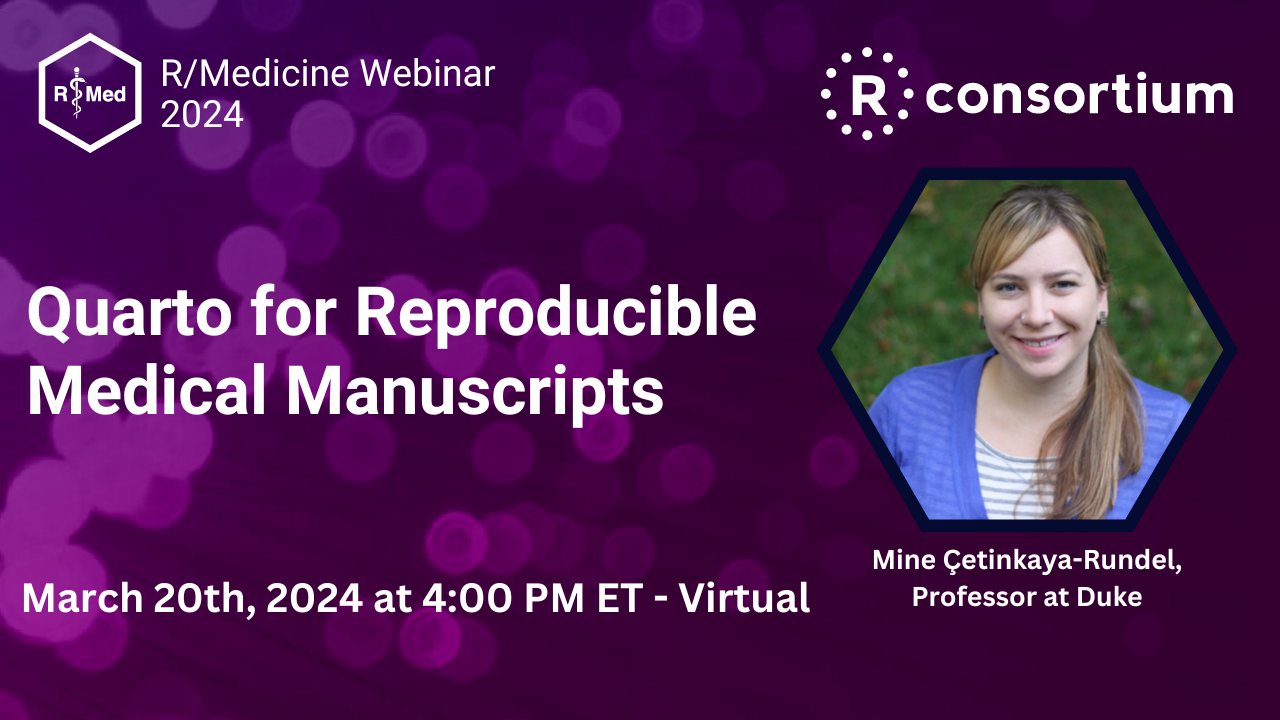 R Med
R/Medicine Webinar
2024
R consortium
Quarto for Reproducible
Medical Manuscripts
March 20th, 2024 at 4:00 PM ET - Virtual
Mine Çetinkaya-Rundel,
Professor at Duke